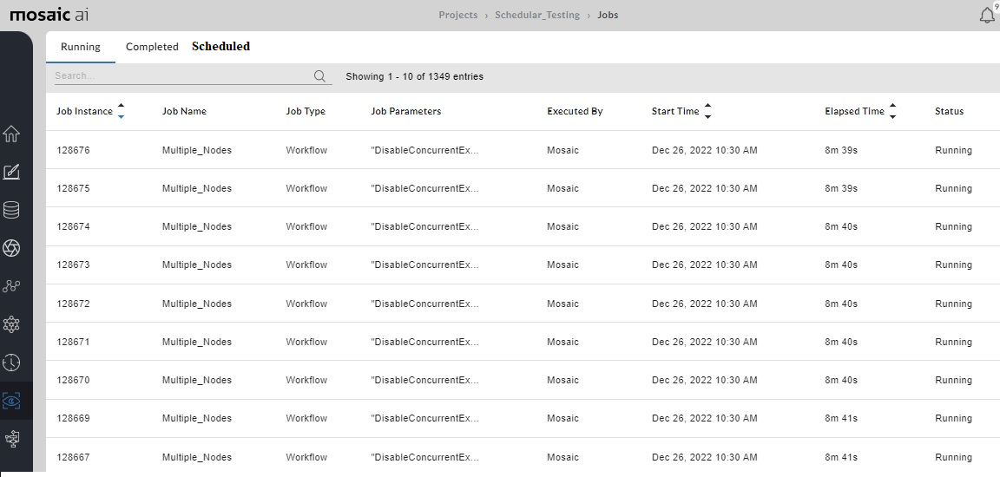 mosaic ai
Projects › Schedular_Testing › Jobs
9
Running Completed Scheduled
Search... Showing 1 - 10 of 1349 entries
Job Instance Job Name Job Type Job Parameters Executed By Start Time Elapsed Time Status
128676 Multiple_Nodes Workflow "DisableConcurrentEx... Mosaic Dec 26, 2022 10:30 AM 8m 39s Running
128675 Multiple_Nodes Workflow "DisableConcurrentEx... Mosaic Dec 26, 2022 10:30 AM 8m 39s Running
128674 Multiple_Nodes Workflow "DisableConcurrentEx... Mosaic Dec 26, 2022 10:30 AM 8m 40s Running
128673 Multiple_Nodes Workflow "DisableConcurrentEx... Mosaic Dec 26, 2022 10:30 AM 8m 40s Running
128672 Multiple_Nodes Workflow "DisableConcurrentEx... Mosaic Dec 26, 2022 10:30 AM 8m 40s Running
128671 Multiple_Nodes Workflow "DisableConcurrentEx... Mosaic Dec 26, 2022 10:30 AM 8m 40s Running
128670 Multiple_Nodes Workflow "DisableConcurrentEx... Mosaic Dec 26, 2022 10:30 AM 8m 40s Running
128669 Multiple_Nodes Workflow "DisableConcurrentEx... Mosaic Dec 26, 2022 10:30 AM 8m 41s Running
128667 Multiple_Nodes Workflow "DisableConcurrentEx... Mosaic Dec 26, 2022 10:30 AM 8m 41s Running